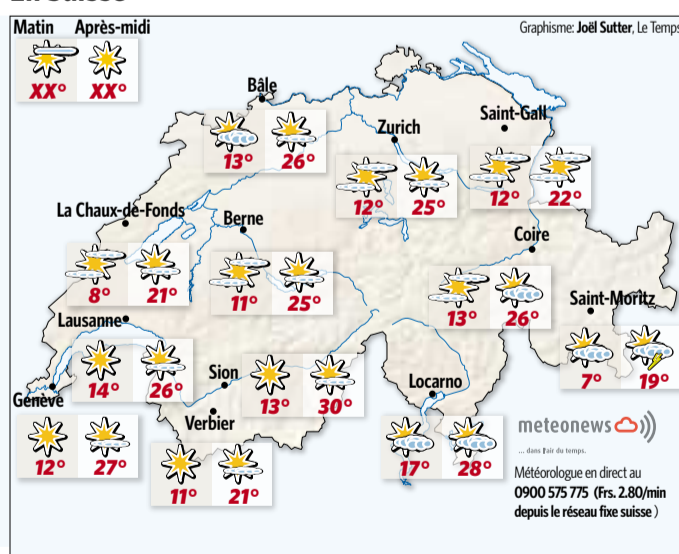 Matin Après-midi
XX° XX°
Graphisme: Joël Sutter, Le Temps
Bâle
13° 26°
Zurich
12° 25°
Saint-Gall
12° 22°
La Chaux-de-Fonds
8° 21°
Berne
11° 25°
Coire
13° 26°
Saint-Moritz
7° 19°
Lausanne
14° 26°
Sion
13° 30°
Locarno
17° 28°
Genève
12° 27°
Verbier
11° 21°
meteonews
... dans l'air du temps.
Météorologue en direct au
0900 575 775 (Frs. 2.80/min
depuis le réseau fixe suisse )